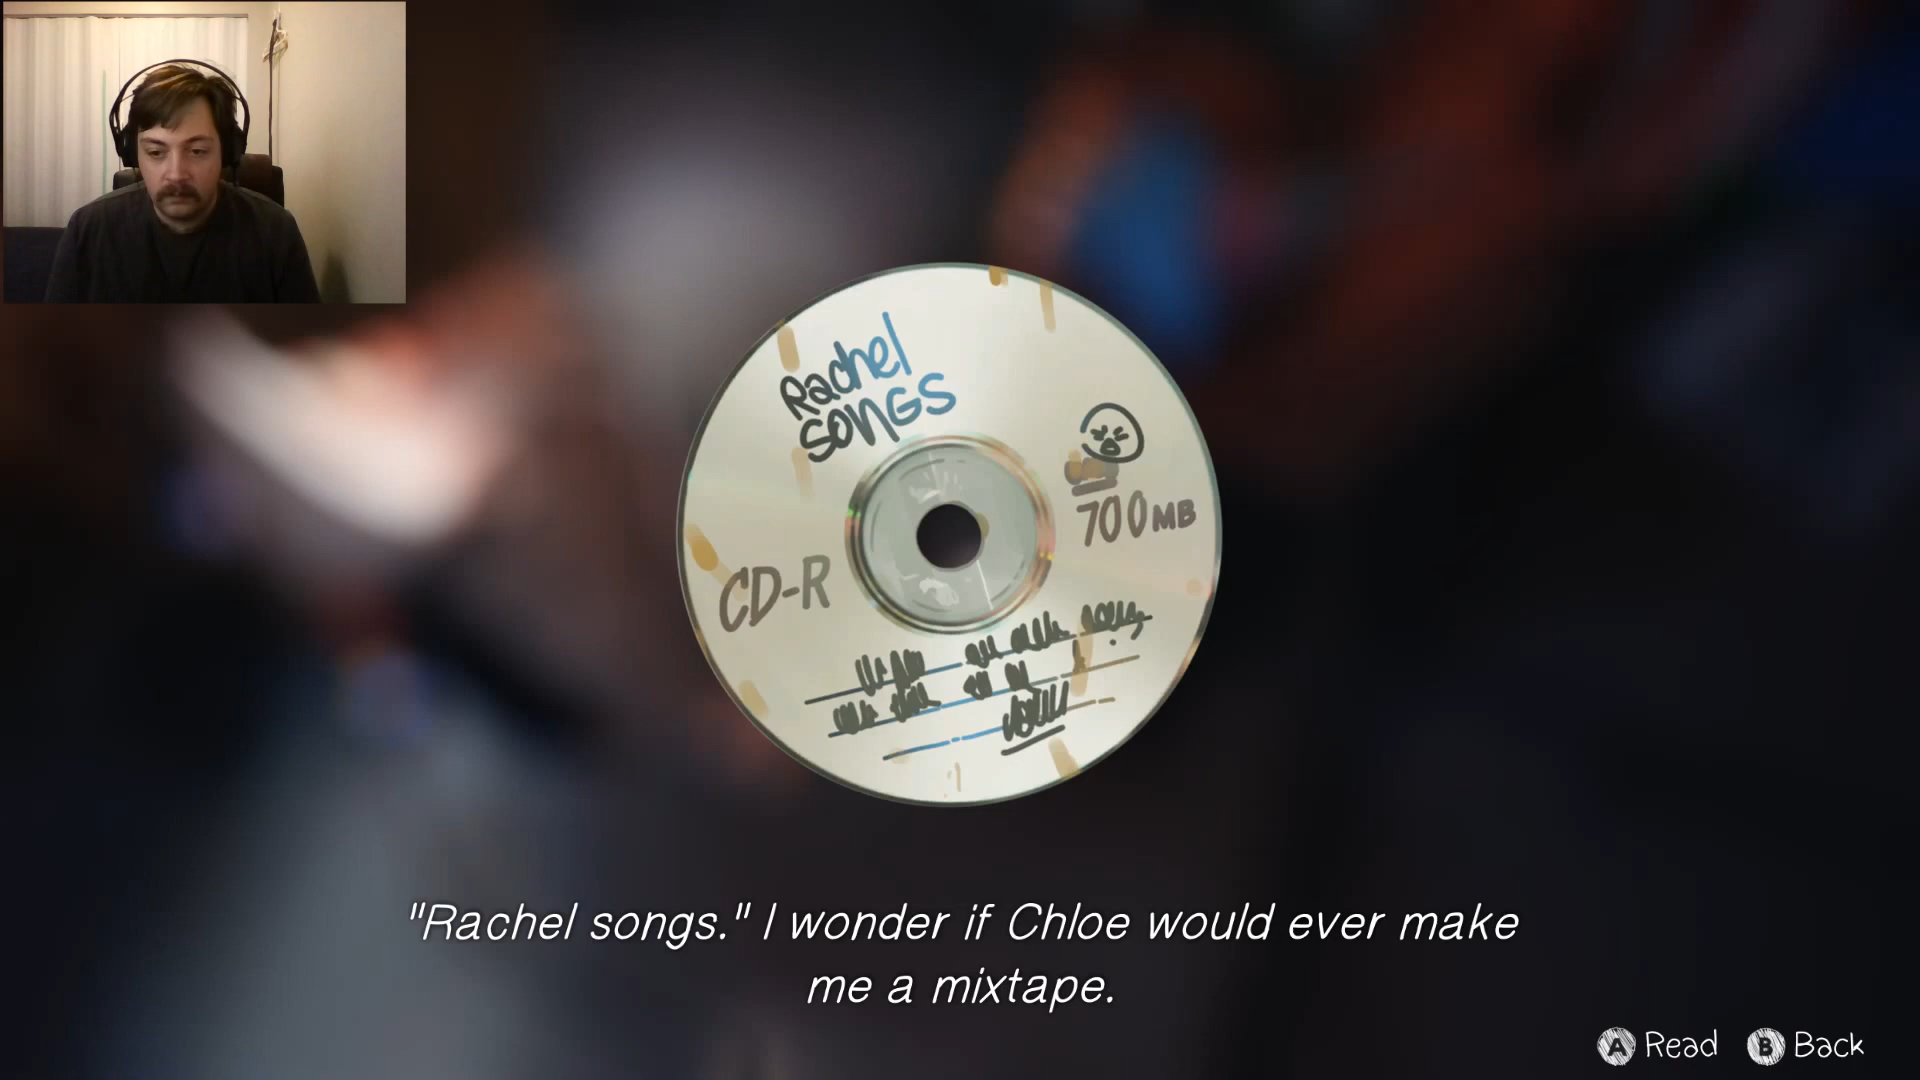 Rachel
SONGS
700MB
CD-R
"Rachel songs." I wonder if Chloe would ever make
me a mixtape.
A Read B Back